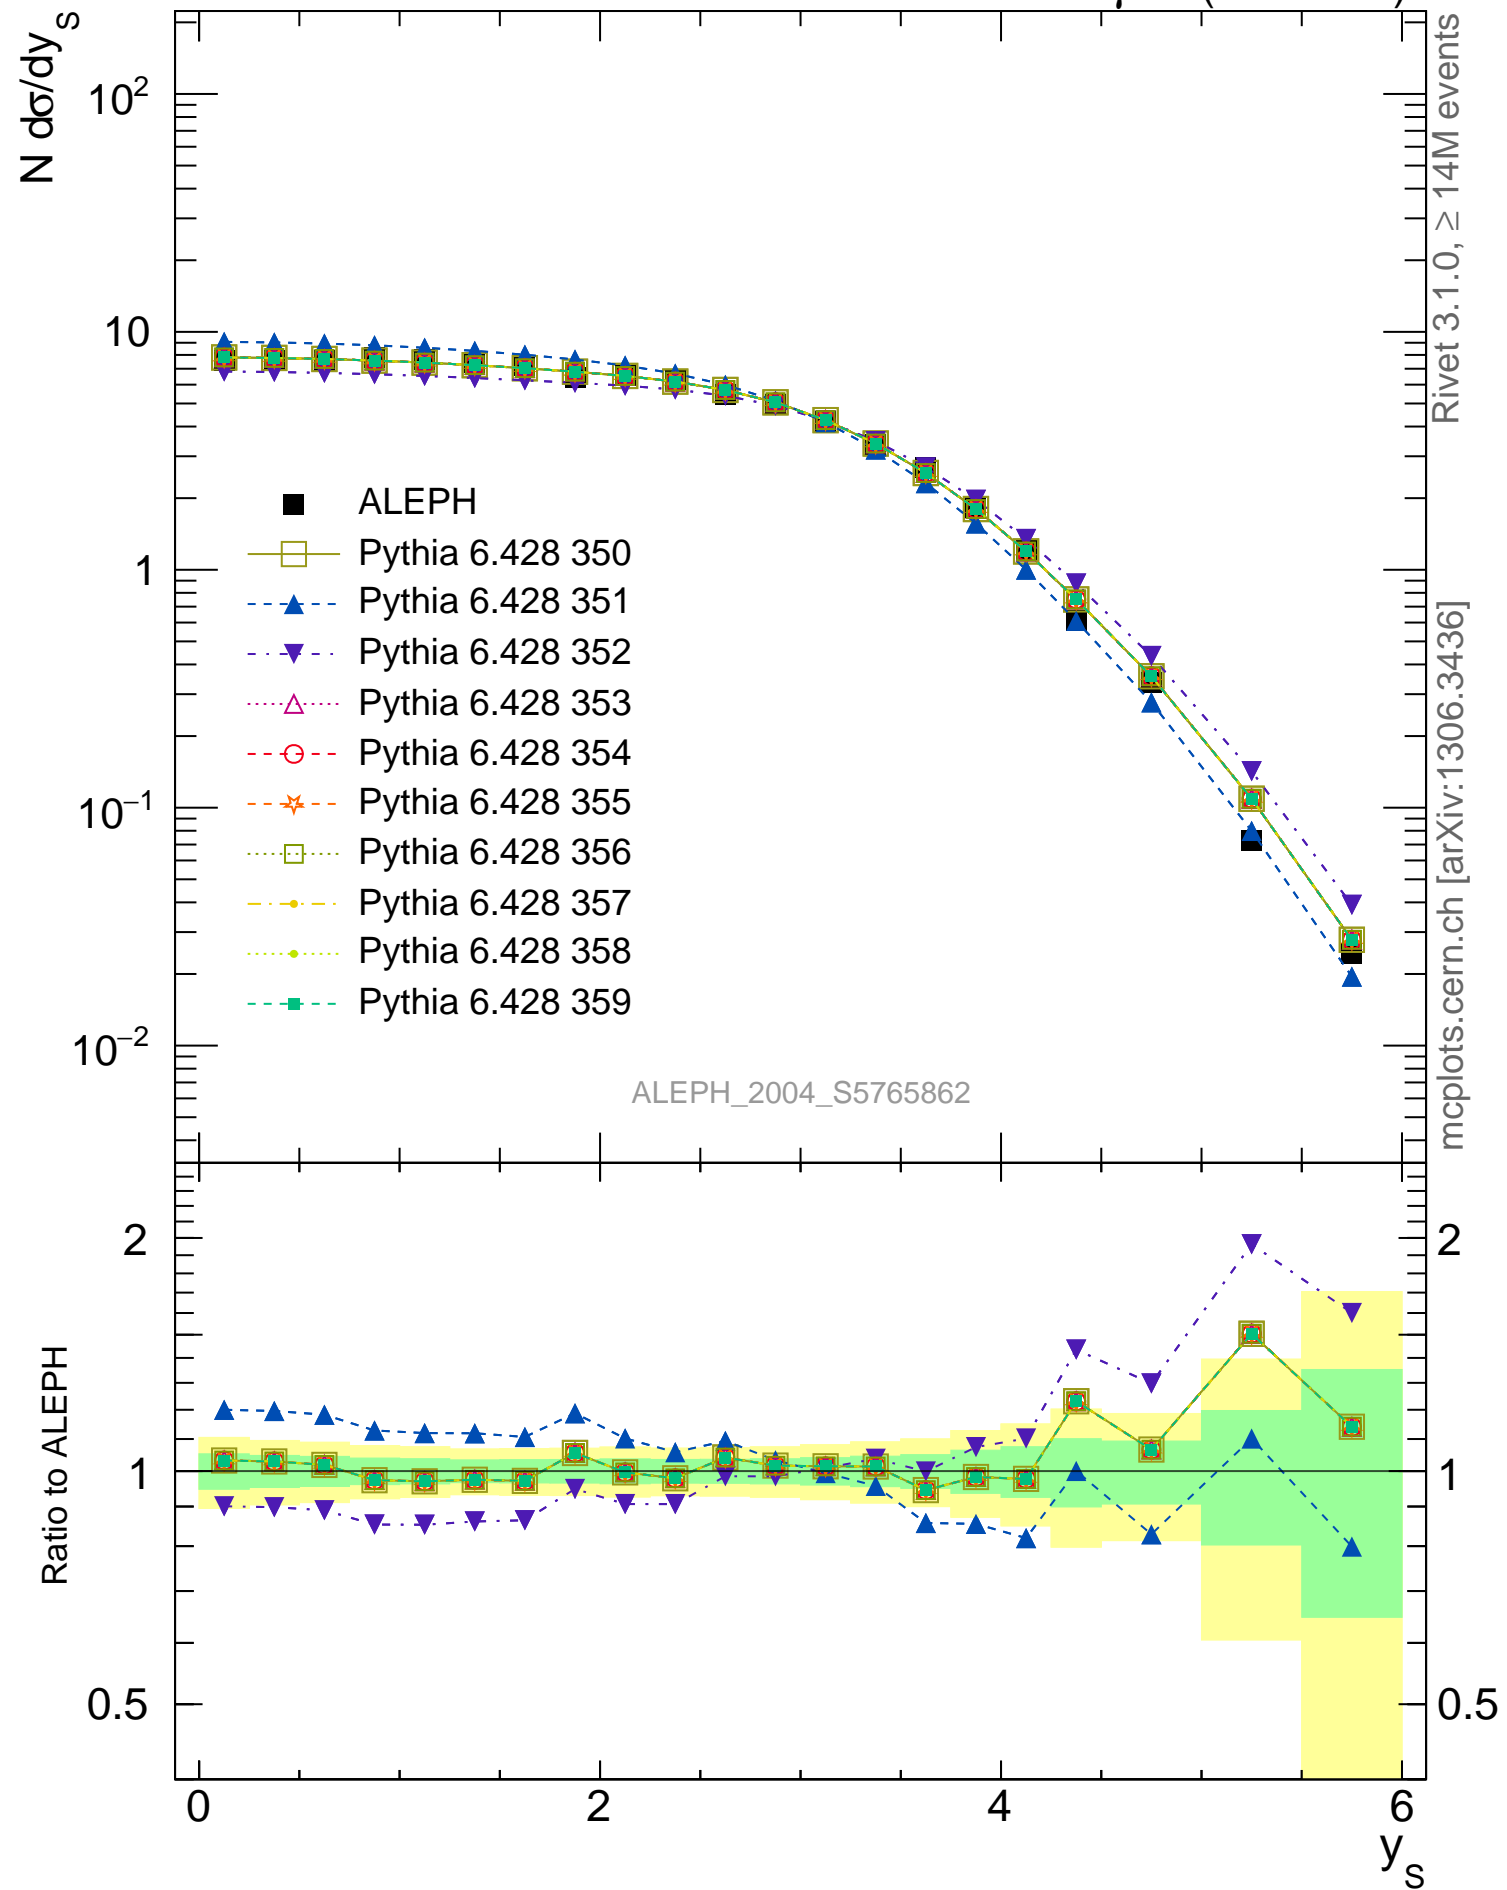 N dσ/dy_S
10²
10
1
10⁻¹
10⁻²
ALEPH
Pythia 6.428 350
Pythia 6.428 351
Pythia 6.428 352
Pythia 6.428 353
Pythia 6.428 354
Pythia 6.428 355
Pythia 6.428 356
Pythia 6.428 357
Pythia 6.428 358
Pythia 6.428 359
ALEPH_2004_S5765862
Rivet 3.1.0, ≥ 14M events
mcplots.cern.ch [arXiv:1306.3436]
Ratio to ALEPH
2
1
0.5
2
1
0.5
0 2 4 6
y_S